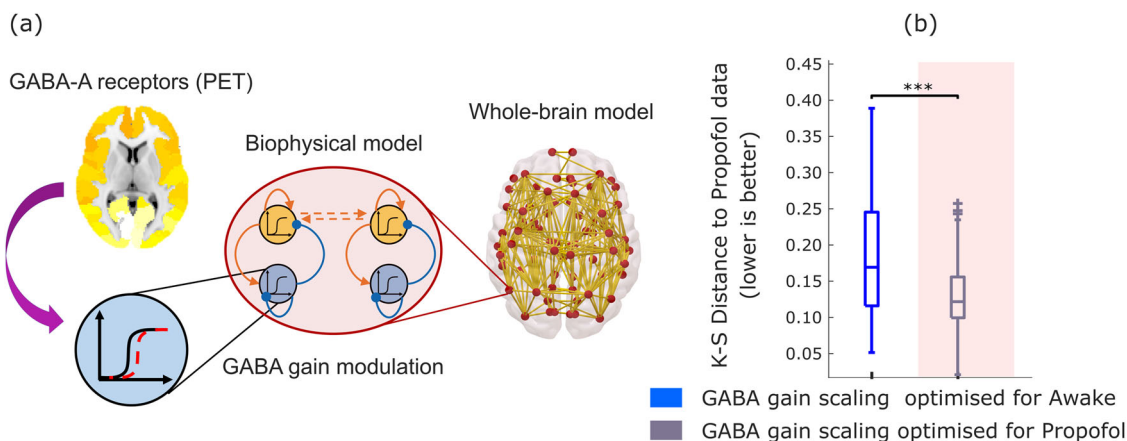 (a)
GABA-A receptors (PET)
Biophysical model
Whole-brain model
GABA gain modulation
(b)
K-S Distance to Propofol data
(lower is better)
0.45
0.40
0.35
0.30
0.25
0.20
0.15
0.10
0.05
***
GABA gain scaling optimised for Awake
GABA gain scaling optimised for Propofol